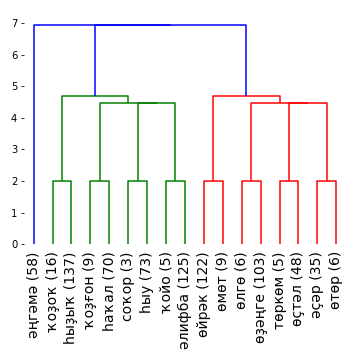 7
6
5
4
3
2
1
0
әңгәмә (58)
ҡоҙоҡ (16)
һыҙыҡ (137)
ҡоҙғон (9)
һаҡал (70)
соҡор (3)
һыу (73)
ҡойо (5)
әлифба (125)
өйрәк (122)
өмөт (9)
өлгө (6)
өҙәңге (103)
төркөм (5)
өҫтәл (48)
әҫәр (35)
өтөр (6)